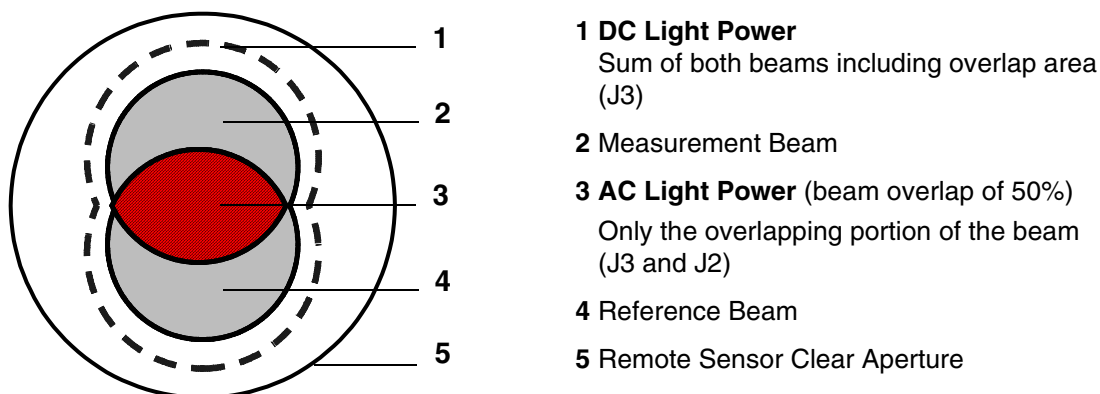 1
2
3
4
5
1 DC Light Power
Sum of both beams including overlap area
(J3)
2 Measurement Beam
3 AC Light Power (beam overlap of 50%)
Only the overlapping portion of the beam
(J3 and J2)
4 Reference Beam
5 Remote Sensor Clear Aperture